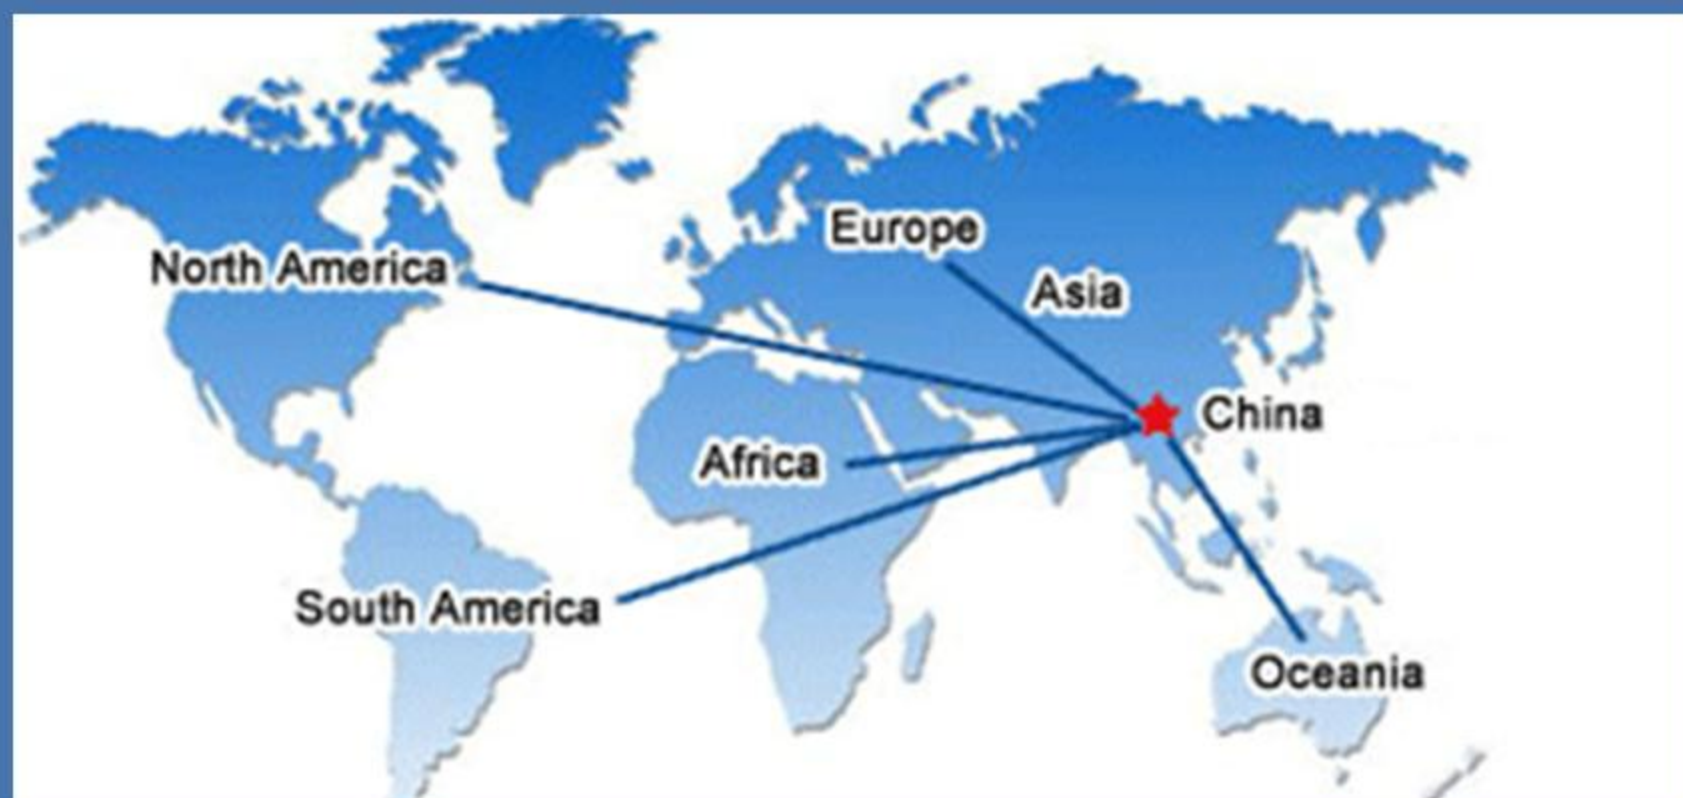 Europe
North America
Asia
China
Africa
South America
Oceania